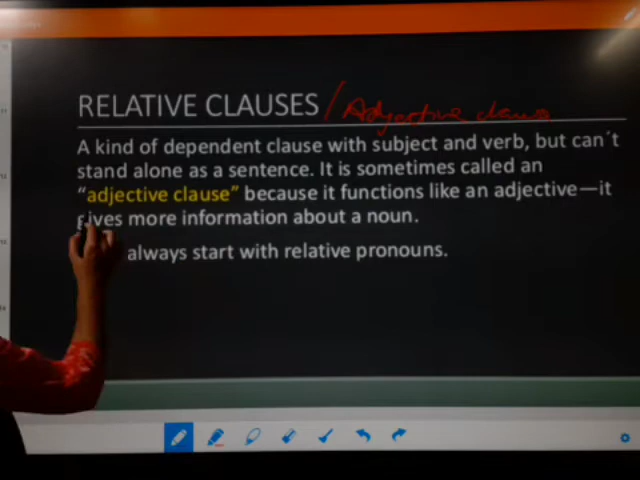 RELATIVE CLAUSES / Adjective clause
A kind of dependent clause with subject and verb, but can´t
stand alone as a sentence. It is sometimes called an
“adjective clause” because it functions like an adjective—it
gives more information about a noun.
always start with relative pronouns.